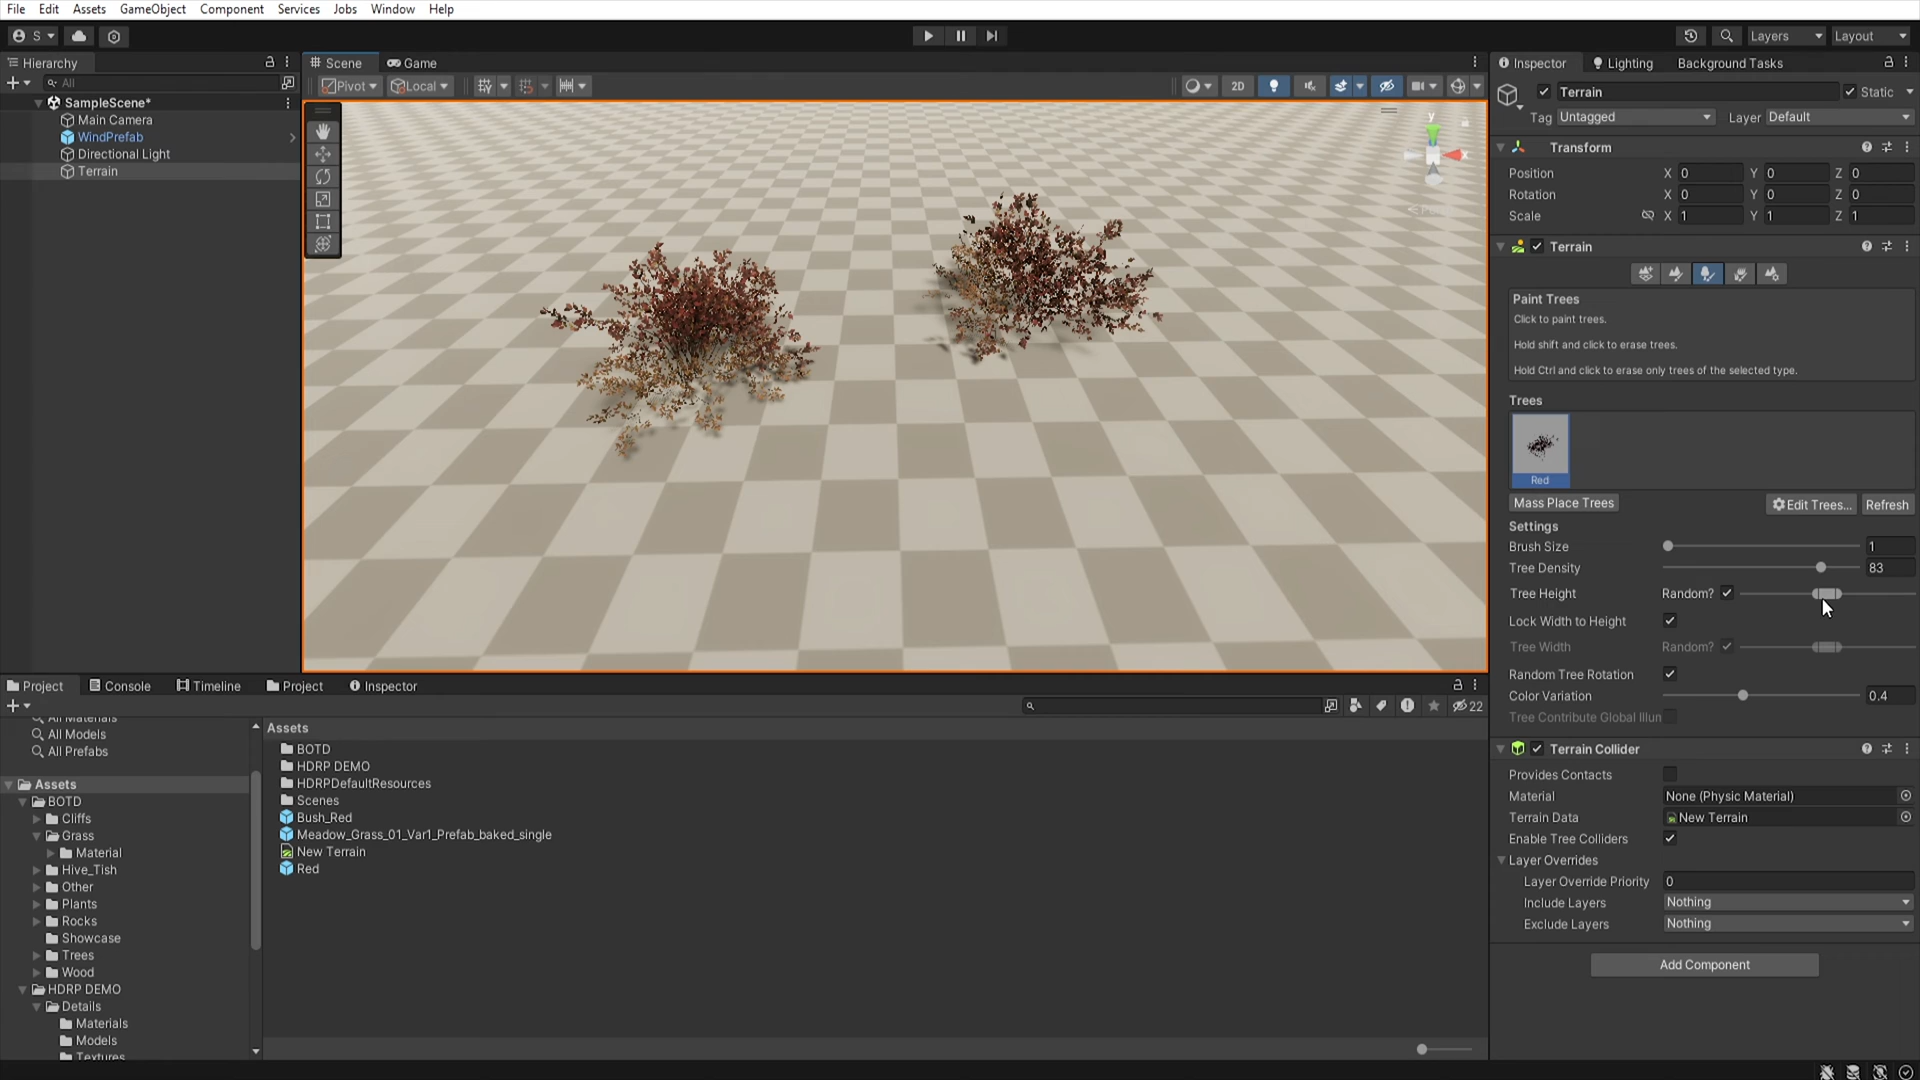 File Edit Assets GameObject Component Services Jobs Window Help
S Layers Layout
Hierarchy
All
SampleScene*
Main Camera
WindPrefab
Directional Light
Terrain
Scene Game
Pivot Local 2D
y
x
Inspector Lighting Background Tasks
Terrain Static
Tag Untagged Layer Default
Transform
Position X 0 Y 0 Z 0
Rotation X 0 Y 0 Z 0
Scale X 1 Y 1 Z 1
Terrain
Paint Trees
Click to paint trees.
Hold shift and click to erase trees.
Hold Ctrl and click to erase only trees of the selected type.
Trees
Red
Mass Place Trees Edit Trees... Refresh
Settings
Brush Size 1
Tree Density 83
Tree Height Random?
Lock Width to Height
Tree Width Random?
Random Tree Rotation
Color Variation 0.4
Tree Contribute Global Illun
Terrain Collider
Provides Contacts
Material None (Physic Material)
Terrain Data New Terrain
Enable Tree Colliders
Layer Overrides
Layer Override Priority 0
Include Layers Nothing
Exclude Layers Nothing
Add Component
Project Console Timeline Project Inspector
22
All Materials
All Models
All Prefabs
Assets
BOTD
Cliffs
Grass
Material
Hive_Tish
Other
Plants
Rocks
Showcase
Trees
Wood
HDRP DEMO
Details
Materials
Models
Textures
Assets
BOTD
HDRP DEMO
HDRPDefaultResources
Scenes
Bush_Red
Meadow_Grass_01_Var1_Prefab_baked_single
New Terrain
Red